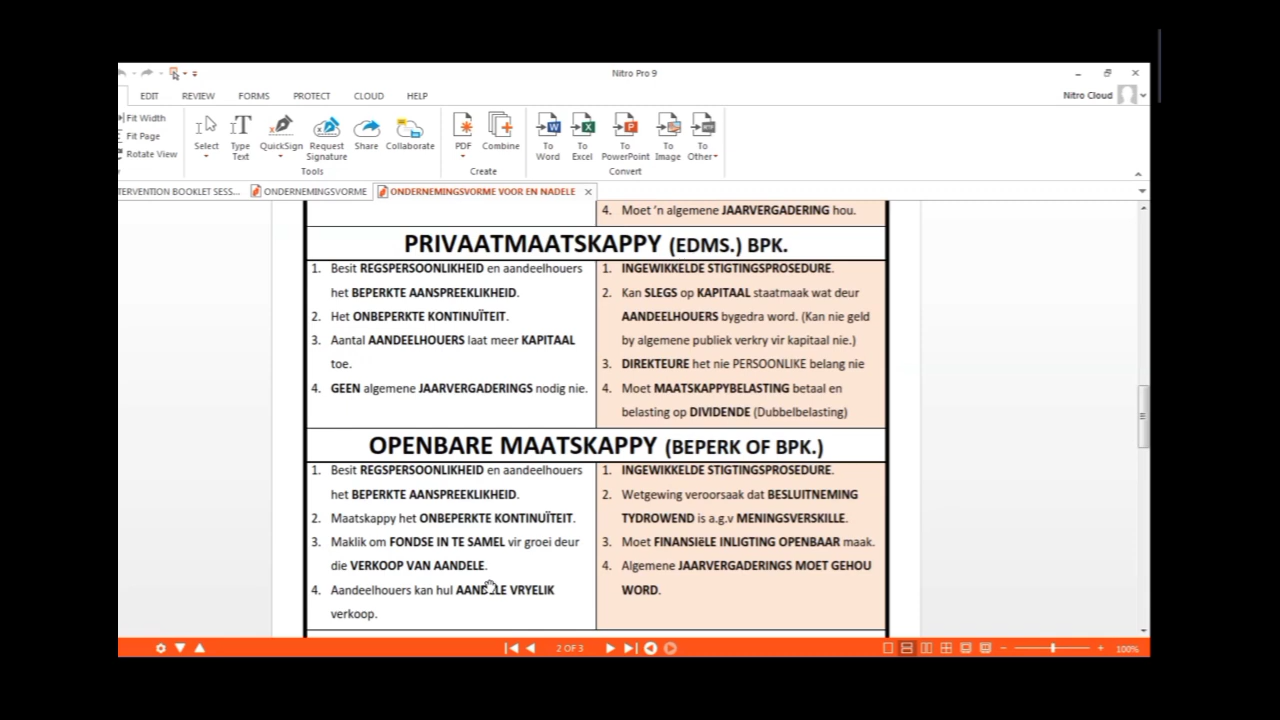 Nitro Pro 9
EDIT REVIEW FORMS PROTECT CLOUD HELP
Nitro Cloud
Fit Width
Fit Page
Rotate View
Select
Type Text
QuickSign
Request Signature
Share
Collaborate
Tools
PDF
Combine
Create
To Word
To Excel
To PowerPoint
To Image
To Other
Convert
TERVENTION BOOKLET SESS...
ONDERNEMINGSVORME
ONDERNEMINGSVORME VOOR EN NADELE
4. Moet 'n algemene JAARVERGADERING hou.
PRIVAATMAATSKAPPY (EDMS.) BPK.
1. Besit REGSPERSOONLIKHEID en aandeelhouers
het BEPERKTE AANSPREEKLIKHEID.
2. Het ONBEPERKTE KONTINUÏTEIT.
3. Aantal AANDEELHOUERS laat meer KAPITAAL
toe.
4. GEEN algemene JAARVERGADERINGS nodig nie.
1. INGEWIKKELDE STIGTINGSPROSEDURE.
2. Kan SLEGS op KAPITAAL staatmaak wat deur
AANDEELHOUERS bygedra word. (Kan nie geld
by algemene publiek verkry vir kapitaal nie.)
3. DIREKTEURE het nie PERSOONLIKE belang nie
4. Moet MAATSKAPPYBELASTING betaal en
belasting op DIVIDENDE (Dubbelbelasting)
OPENBARE MAATSKAPPY (BEPERK OF BPK.)
1. Besit REGSPERSOONLIKHEID en aandeelhouers
het BEPERKTE AANSPREEKLIKHEID.
2. Maatskappy het ONBEPERKTE KONTINUÏTEIT.
3. Maklik om FONDSE IN TE SAMEL vir groei deur
die VERKOOP VAN AANDELE.
4. Aandeelhouers kan hul AANDELE VRYELIK
verkoop.
1. INGEWIKKELDE STIGTINGSPROSEDURE.
2. Wetgewing veroorsaak dat BESLUITNEMING
TYDROWEND is a.g.v MENINGSVERSKILLE.
3. Moet FINANSIëLE INLIGTING OPENBAAR maak.
4. Algemene JAARVERGADERINGS MOET GEHOU
WORD.
2 OF 3
100%